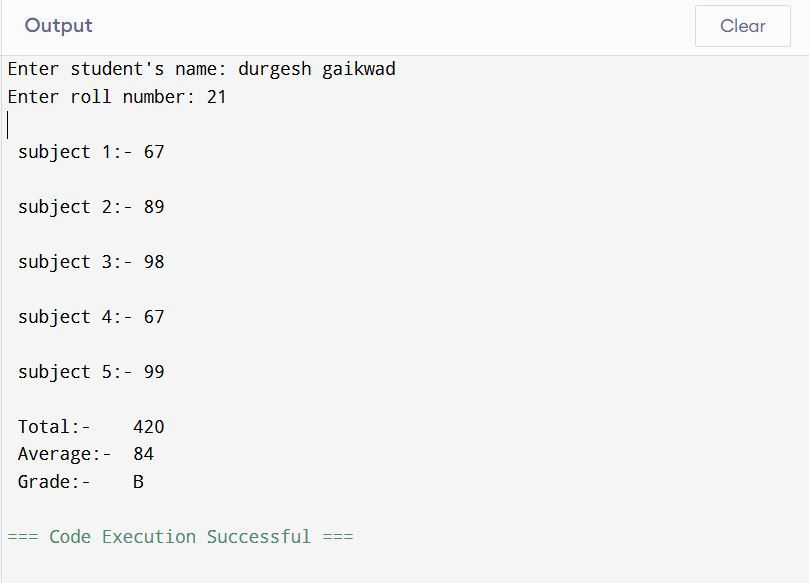 Output
Clear
Enter student's name: durgesh gaikwad
Enter roll number: 21
subject 1:- 67
subject 2:- 89
subject 3:- 98
subject 4:- 67
subject 5:- 99
Total:- 420
Average:- 84
Grade:- B
=== Code Execution Successful ===